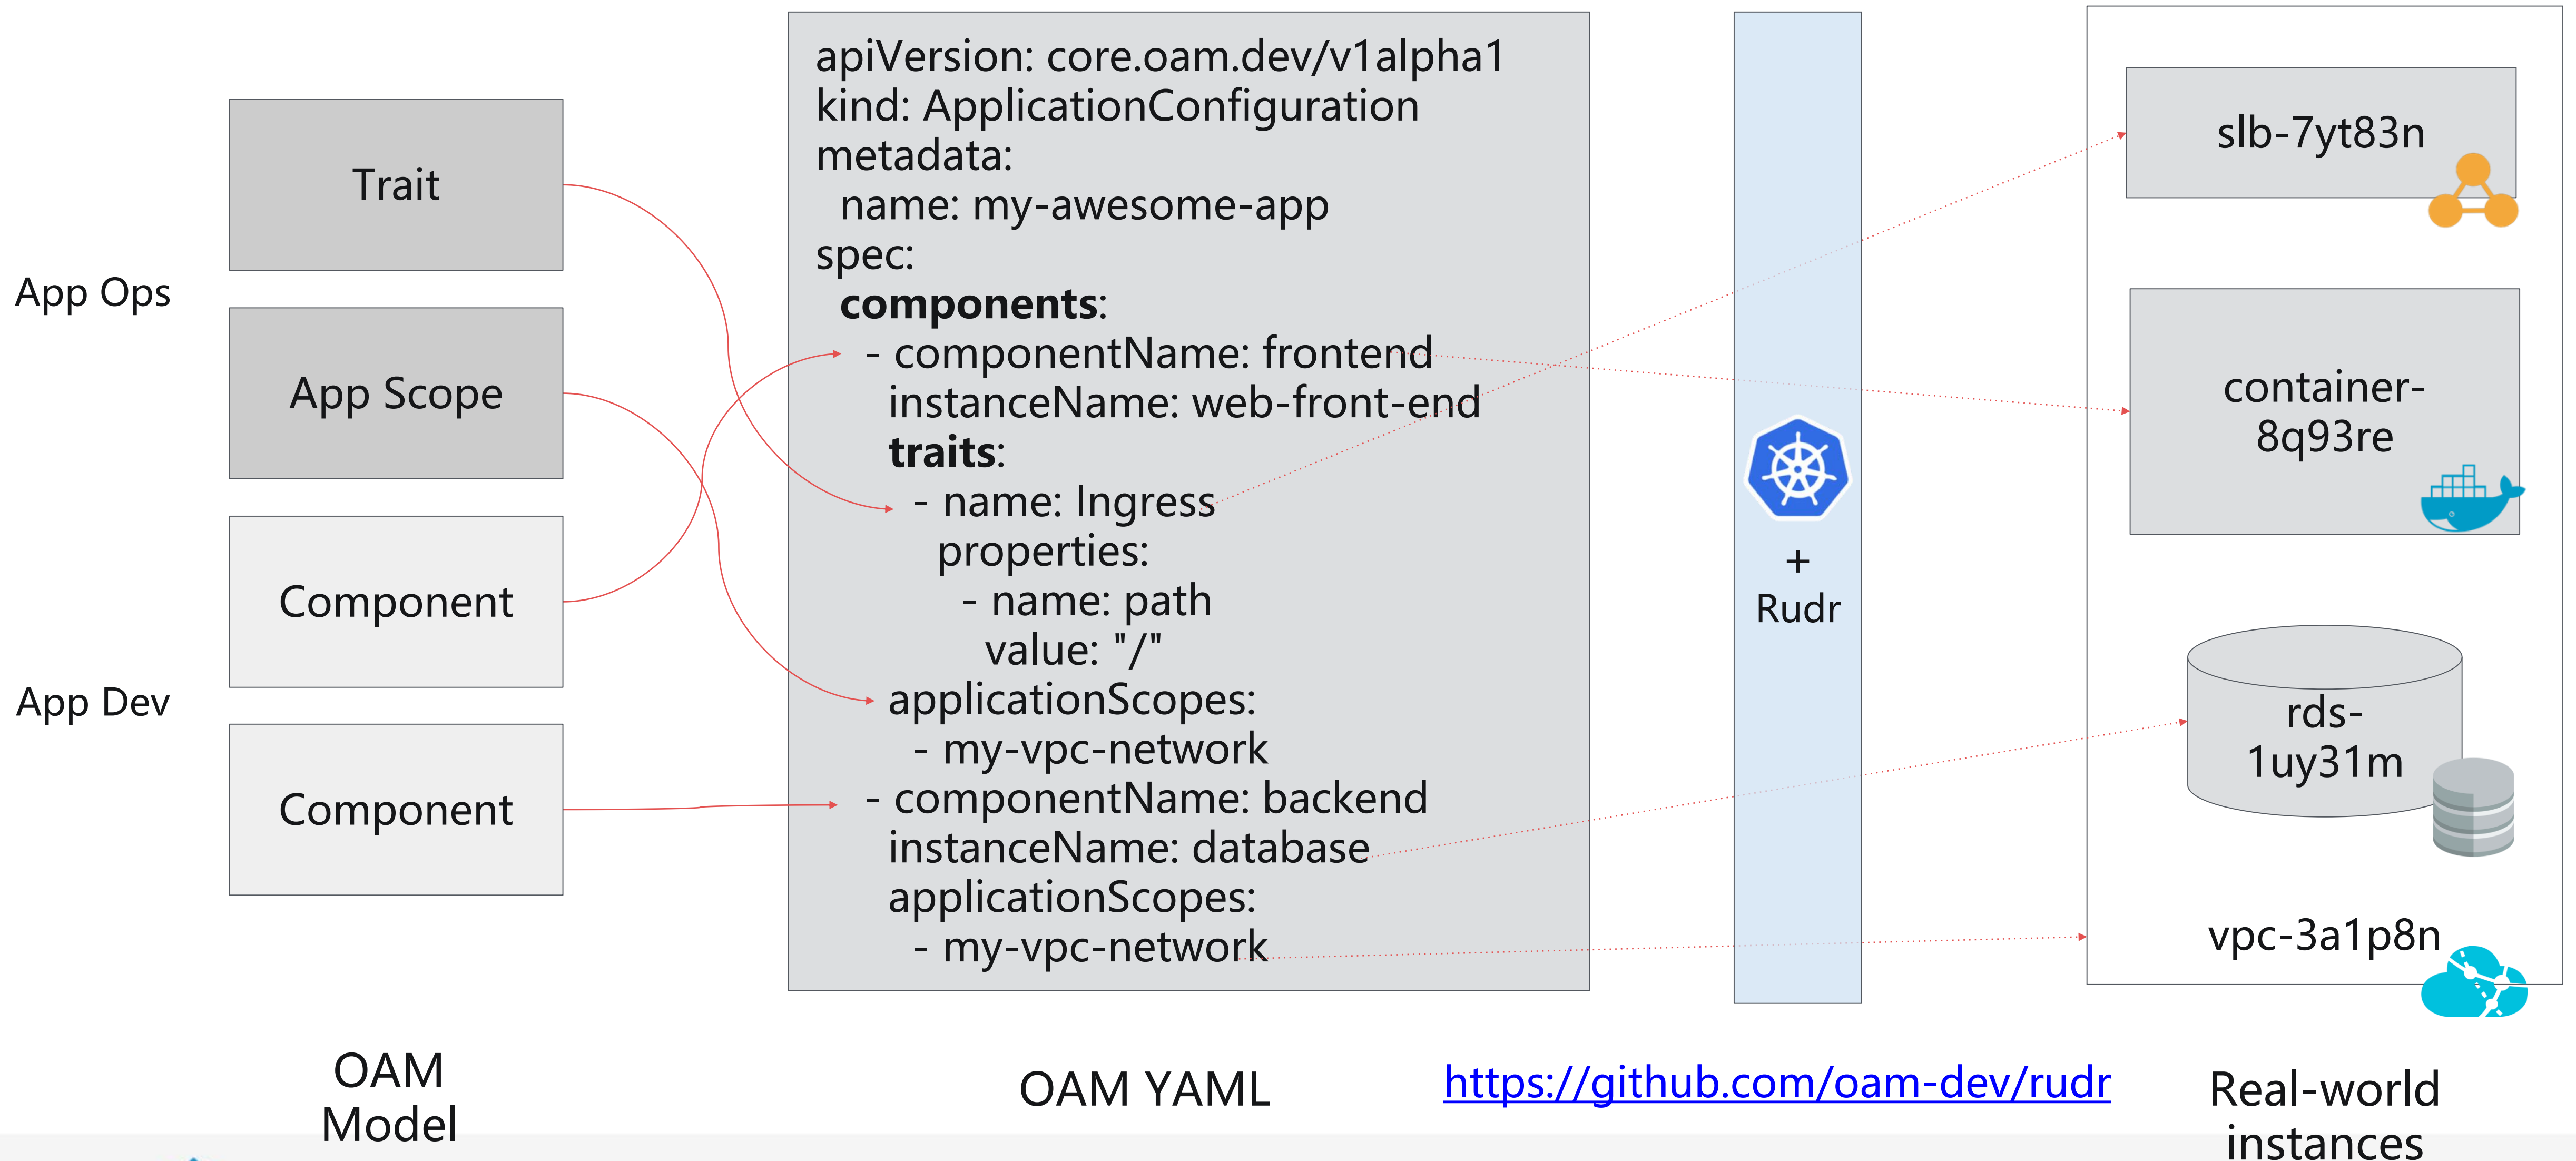 App Ops
App Dev
Trait
App Scope
Component
Component
OAM
Model
apiVersion: core.oam.dev/v1alpha1
kind: ApplicationConfiguration
metadata:
  name: my-awesome-app
spec:
  components:
    - componentName: frontend
      instanceName: web-front-end
      traits:
        - name: Ingress
          properties:
            - name: path
              value: "/"
      applicationScopes:
        - my-vpc-network
    - componentName: backend
      instanceName: database
      applicationScopes:
        - my-vpc-network
OAM YAML
+
Rudr
https://github.com/oam-dev/rudr
slb-7yt83n
container-
8q93re
rds-
1uy31m
vpc-3a1p8n
Real-world
instances